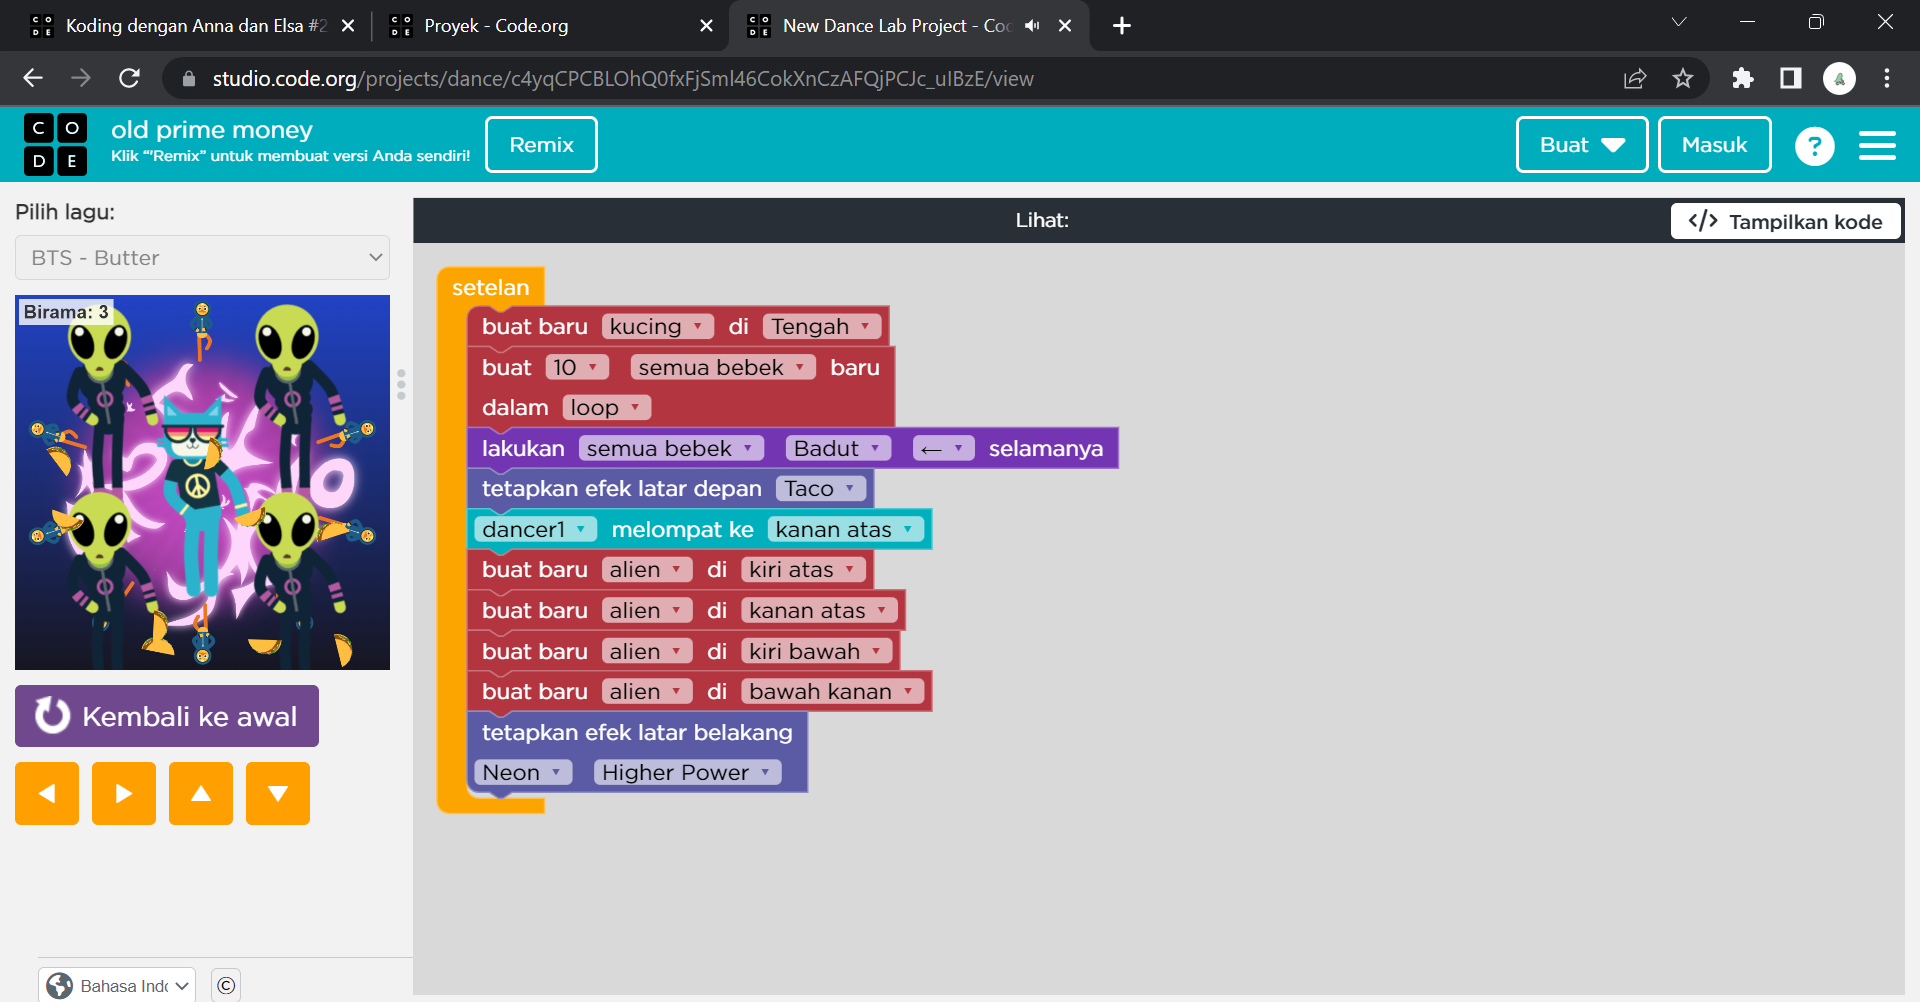 Koding dengan Anna dan Elsa #2
Proyek - Code.org
New Dance Lab Project - Co
studio.code.org/projects/dance/c4yqCPCBLOhQ0fxFjSml46CokXnCzAFQjPCJc_uIBzE/view
CODE
old prime money
Klik “"Remix” untuk membuat versi Anda sendiri!
Remix
Buat
Masuk
?
Pilih lagu:
BTS - Butter
Birama: 3
Kembali ke awal
Bahasa Ind
©
Lihat:
</> Tampilkan kode
setelan
buat baru kucing di Tengah
buat 10 semua bebek baru
dalam loop
lakukan semua bebek Badut ← selamanya
tetapkan efek latar depan Taco
dancer1 melompat ke kanan atas
buat baru alien di kiri atas
buat baru alien di kanan atas
buat baru alien di kiri bawah
buat baru alien di bawah kanan
tetapkan efek latar belakang
Neon Higher Power